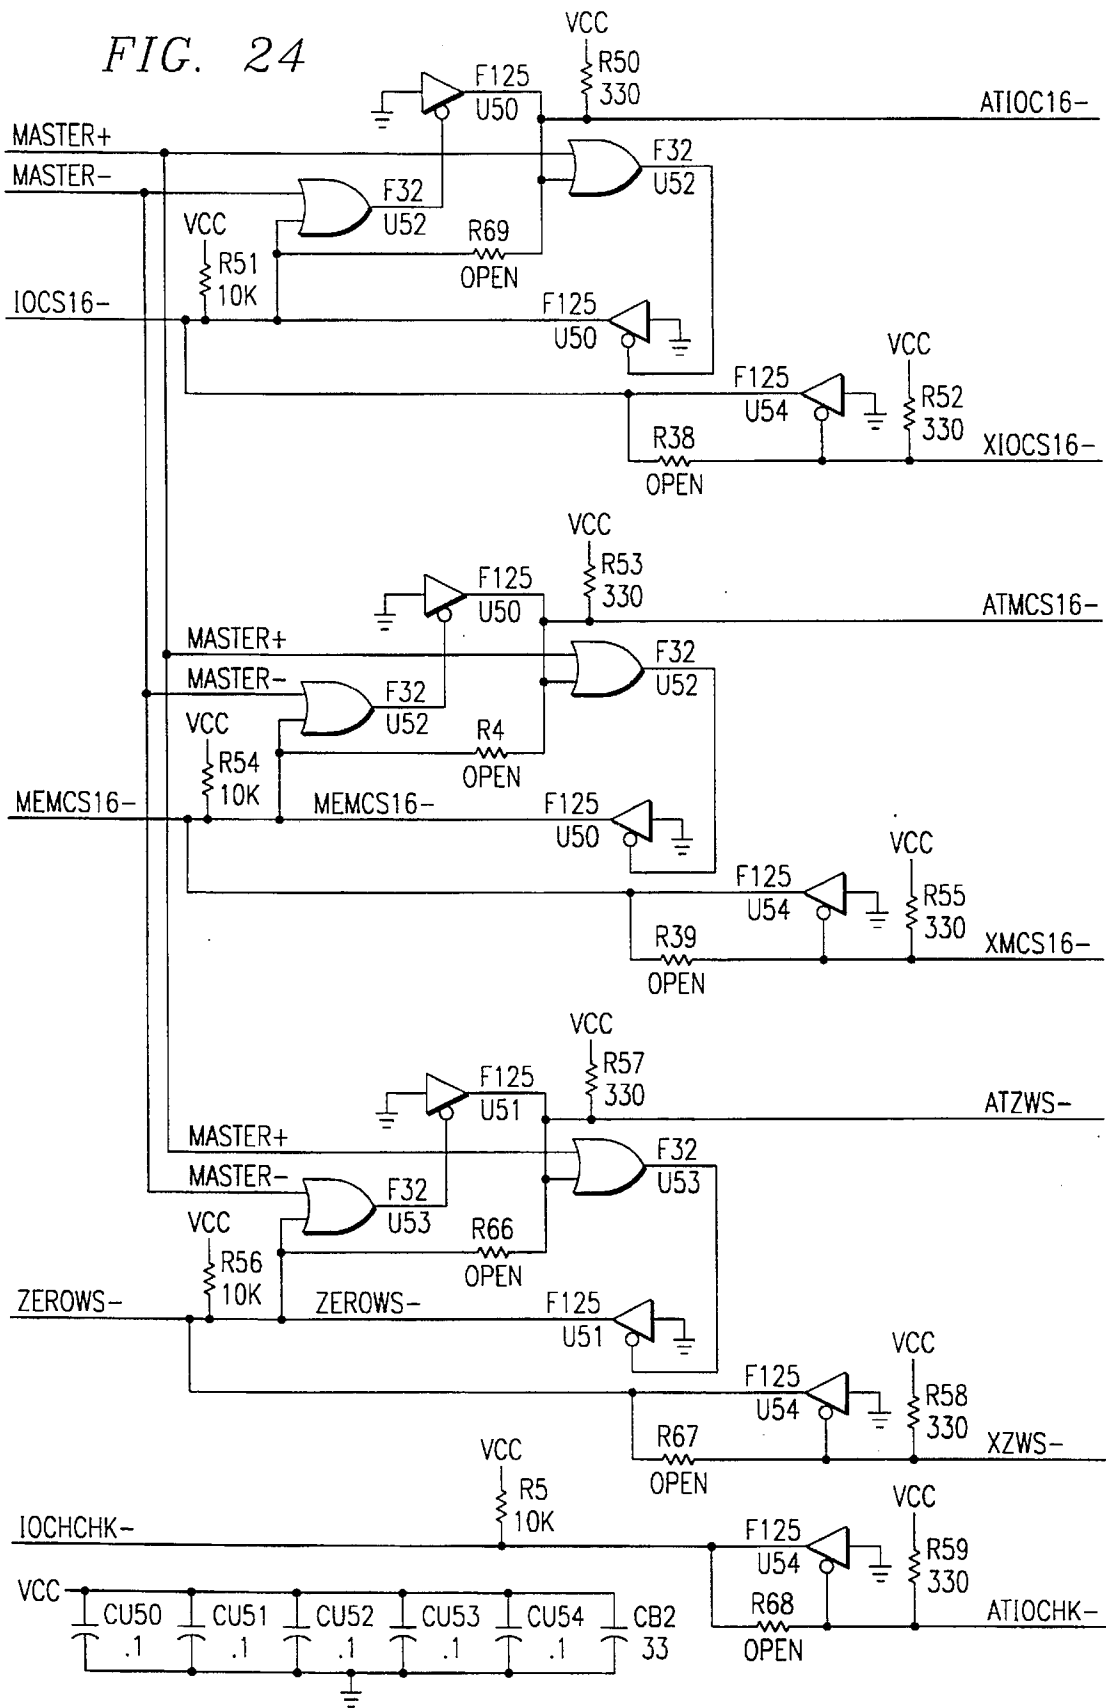 FIG. 24
VCC
R50
330
F125
U50
ATIOC16-
MASTER+
MASTER-
F32
U52
F32
U52
VCC
R51
10K
R69
OPEN
IOCS16-
F125
U50
VCC
F125
U54
R52
330
R38
OPEN
XIOCS16-
VCC
R53
330
F125
U50
ATMCS16-
MASTER+
MASTER-
F32
U52
F32
U52
VCC
R54
10K
R4
OPEN
MEMCS16-
MEMCS16-
F125
U50
VCC
F125
U54
R55
330
R39
OPEN
XMCS16-
VCC
R57
330
F125
U51
ATZWS-
MASTER+
MASTER-
F32
U53
F32
U53
VCC
R56
10K
R66
OPEN
ZEROWS-
ZEROWS-
F125
U51
VCC
F125
U54
R58
330
R67
OPEN
XZWS-
VCC
R5
10K
IOCHCHK-
VCC
F125
U54
R59
330
R68
OPEN
ATIOCHK-
VCC
CU50
.1
CU51
.1
CU52
.1
CU53
.1
CU54
.1
CB2
33